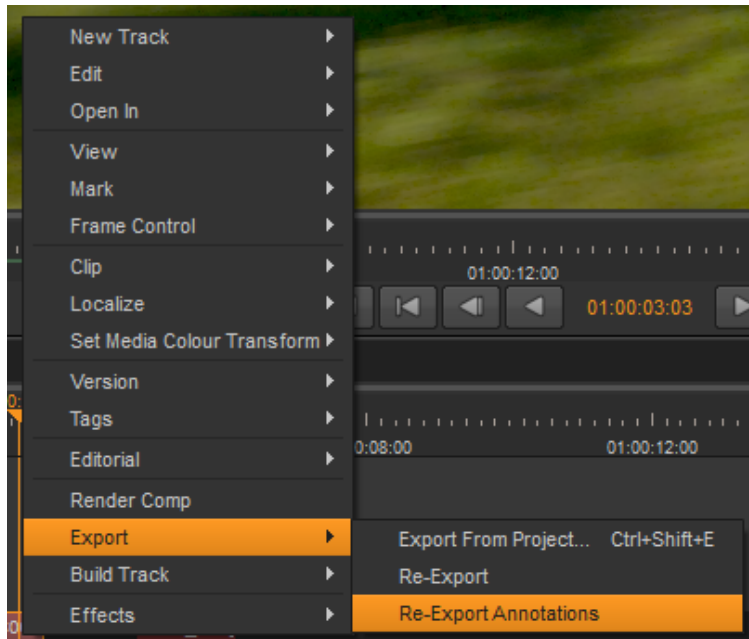 New Track
Edit
Open In
View
Mark
Frame Control
Clip
01:00:12:00
Localize
01:00:03:03
Set Media Colour Transform
Version
Tags
0:08:00
01:00:12:00
Editorial
Render Comp
Export
Export From Project... Ctrl+Shift+E
Build Track
Re-Export
Effects
Re-Export Annotations